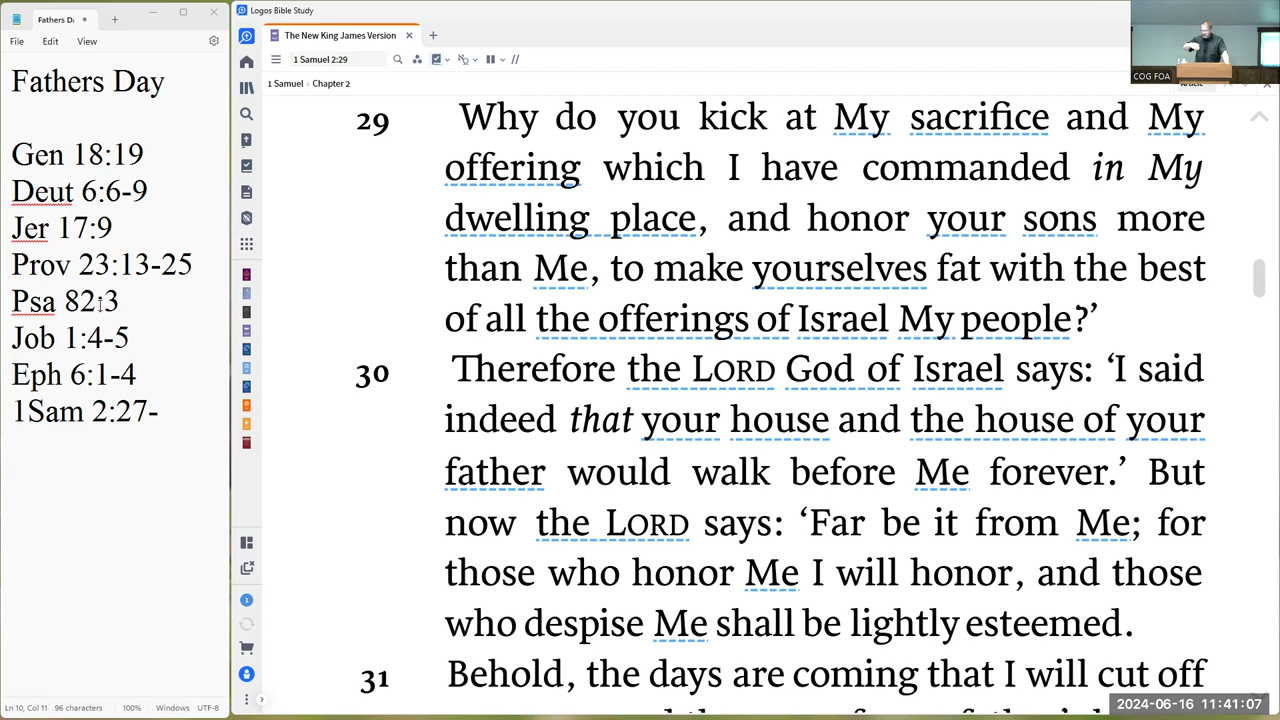 Fathers Da
File Edit View
Fathers Day
Gen 18:19
Deut 6:6-9
Jer 17:9
Prov 23:13-25
Psa 82:3
Job 1:4-5
Eph 6:1-4
1Sam 2:27-
Ln 10, Col 11 96 characters 100% Windows UTF-8
Logos Bible Study
The New King James Version
1 Samuel 2:29
1 Samuel › Chapter 2
COG FOA
29 Why do you kick at My sacrifice and My
offering which I have commanded in My
dwelling place, and honor your sons more
than Me, to make yourselves fat with the best
of all the offerings of Israel My people?’
30 Therefore the LORD God of Israel says: ‘I said
indeed that your house and the house of your
father would walk before Me forever.’ But
now the LORD says: ‘Far be it from Me; for
those who honor Me I will honor, and those
who despise Me shall be lightly esteemed.
31 Behold, the days are coming that I will cut off
2024-06-16 11:41:07